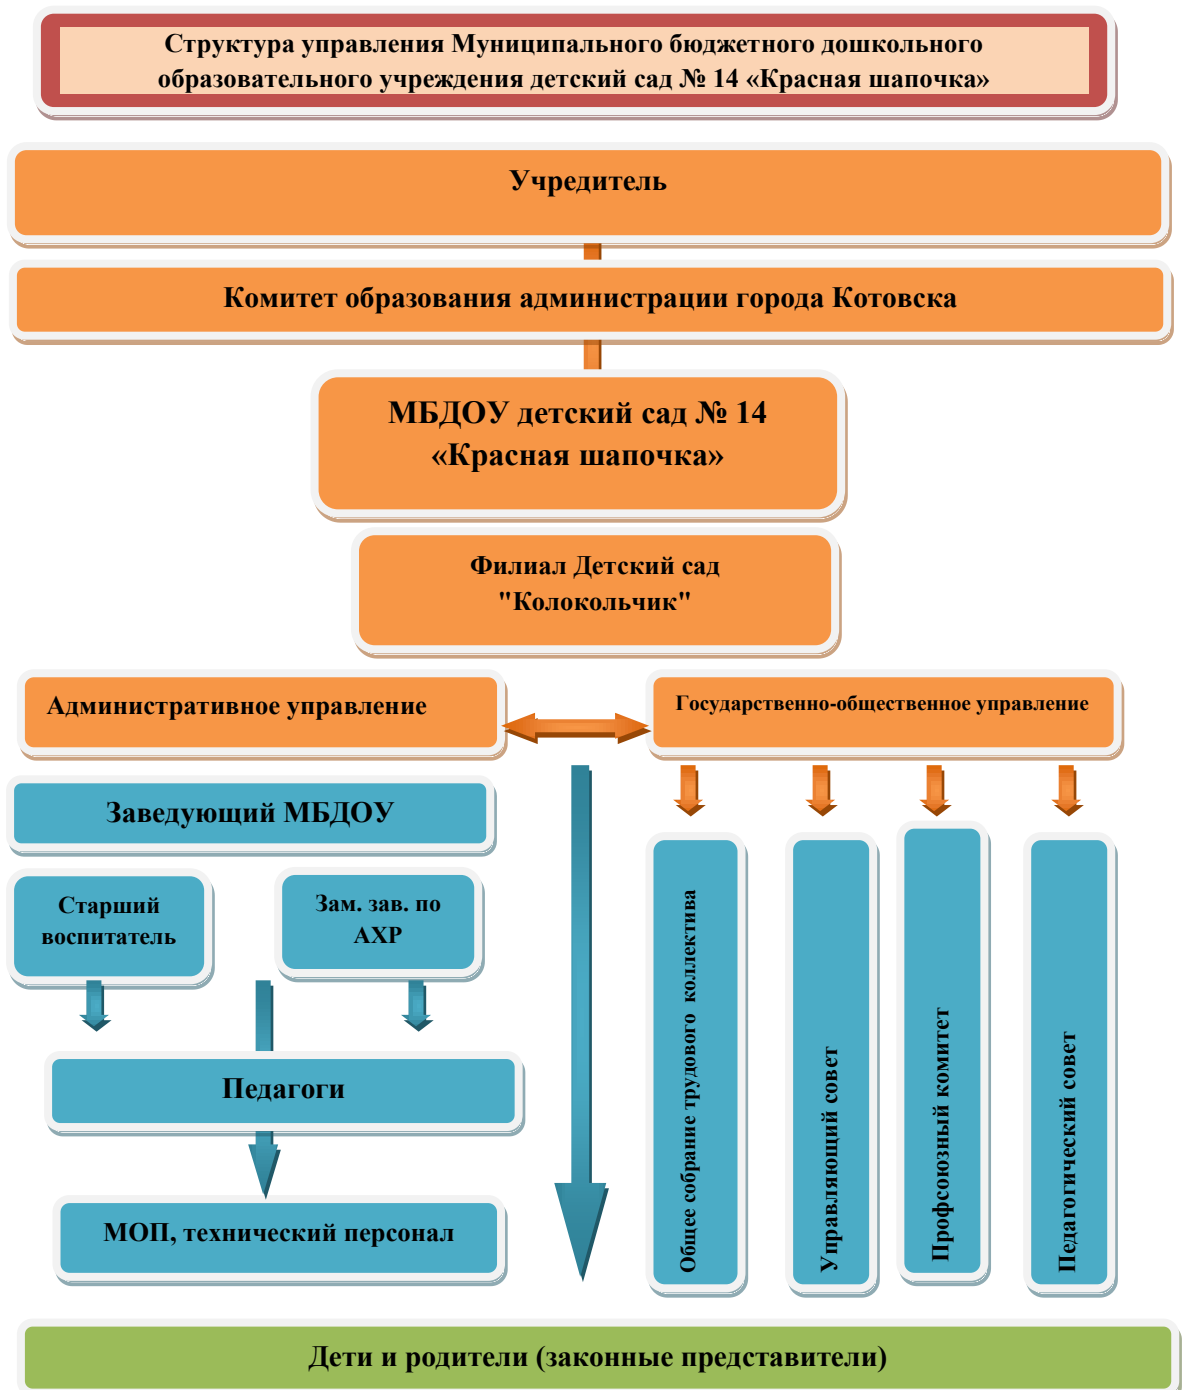 Структура управления Муниципального бюджетного дошкольного
образовательного учреждения детский сад № 14 «Красная шапочка»
Учредитель
Комитет образования администрации города Котовска
МБДОУ детский сад № 14
«Красная шапочка»
Филиал Детский сад
"Колокольчик"
Административное управление
Государственно-общественное управление
Заведующий МБДОУ
Старший
воспитатель
Зам. зав. по
АХР
Педагоги
МОП, технический персонал
Общее собрание трудового коллектива
Управляющий совет
Профсоюзный комитет
Педагогический совет
Дети и родители (законные представители)